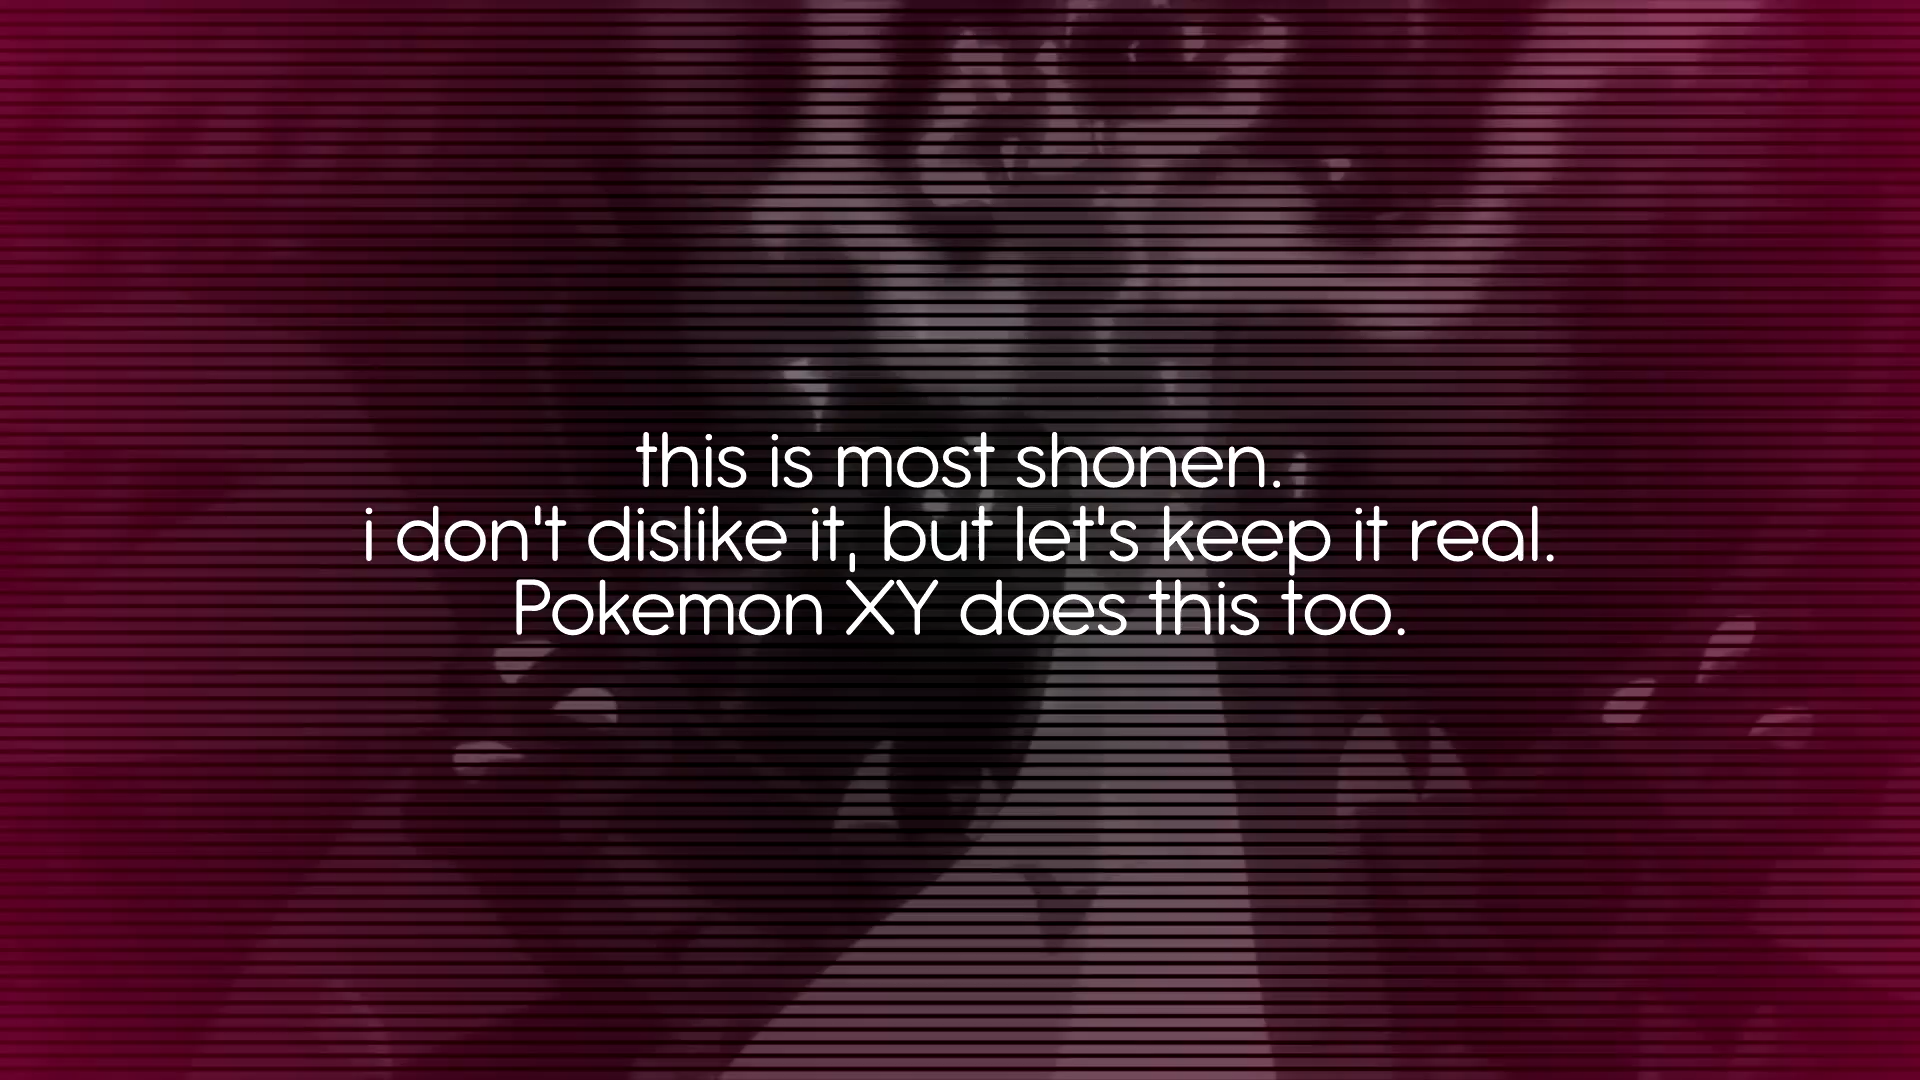 this is most shonen.
i don't dislike it, but let's keep it real.
Pokemon XY does this too.